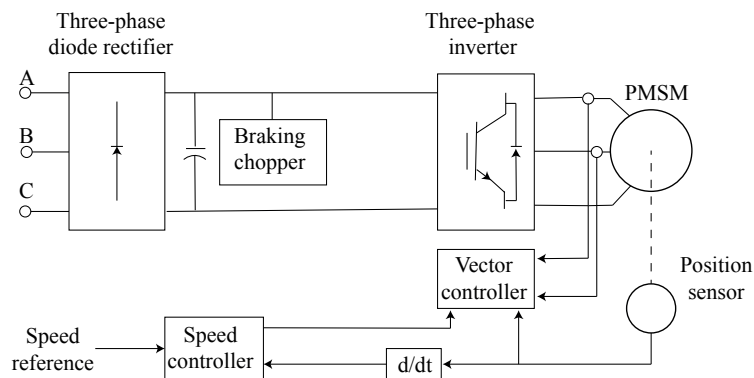 Three-phase
diode rectifier
Three-phase
inverter
A
B
C
Braking
chopper
PMSM
Vector
controller
Position
sensor
Speed
reference
Speed
controller
d/dt